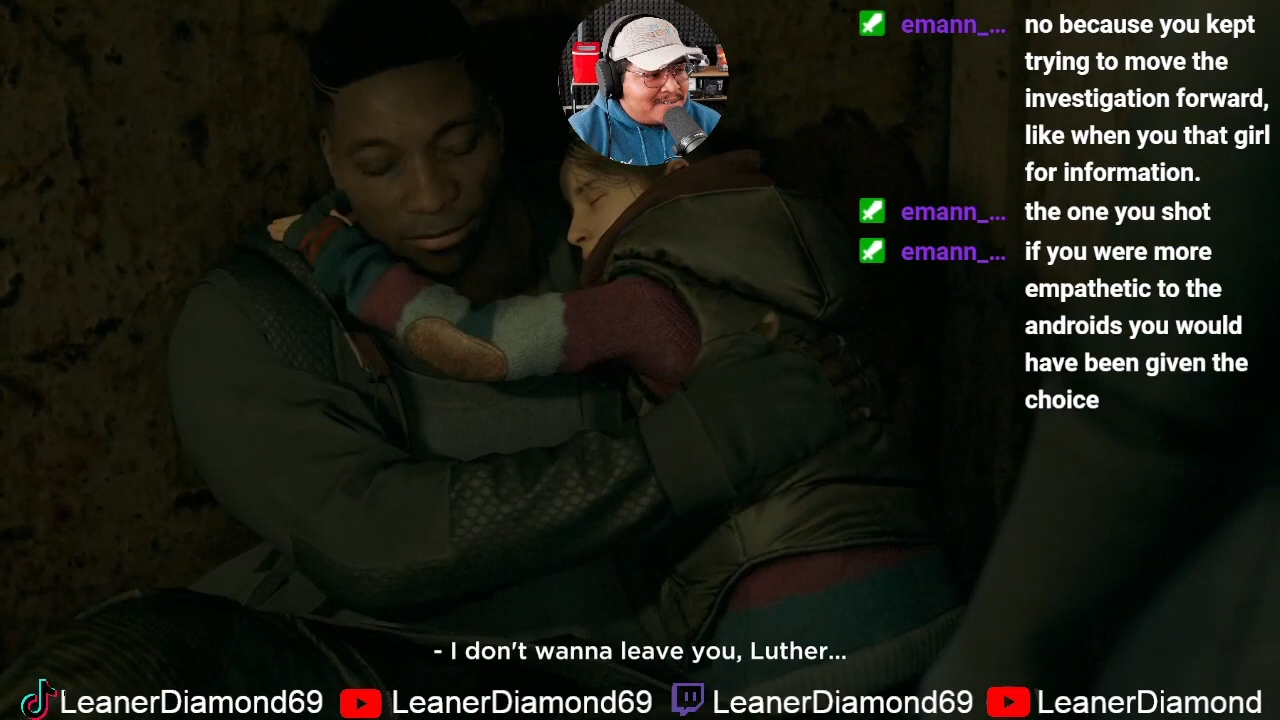 emann_... no because you kept
trying to move the
investigation forward,
like when you that girl
for information.
emann_... the one you shot
emann_... if you were more
empathetic to the
androids you would
have been given the
choice
- I don't wanna leave you, Luther...
LeanerDiamond69 LeanerDiamond69 LeanerDiamond69 LeanerDiamond